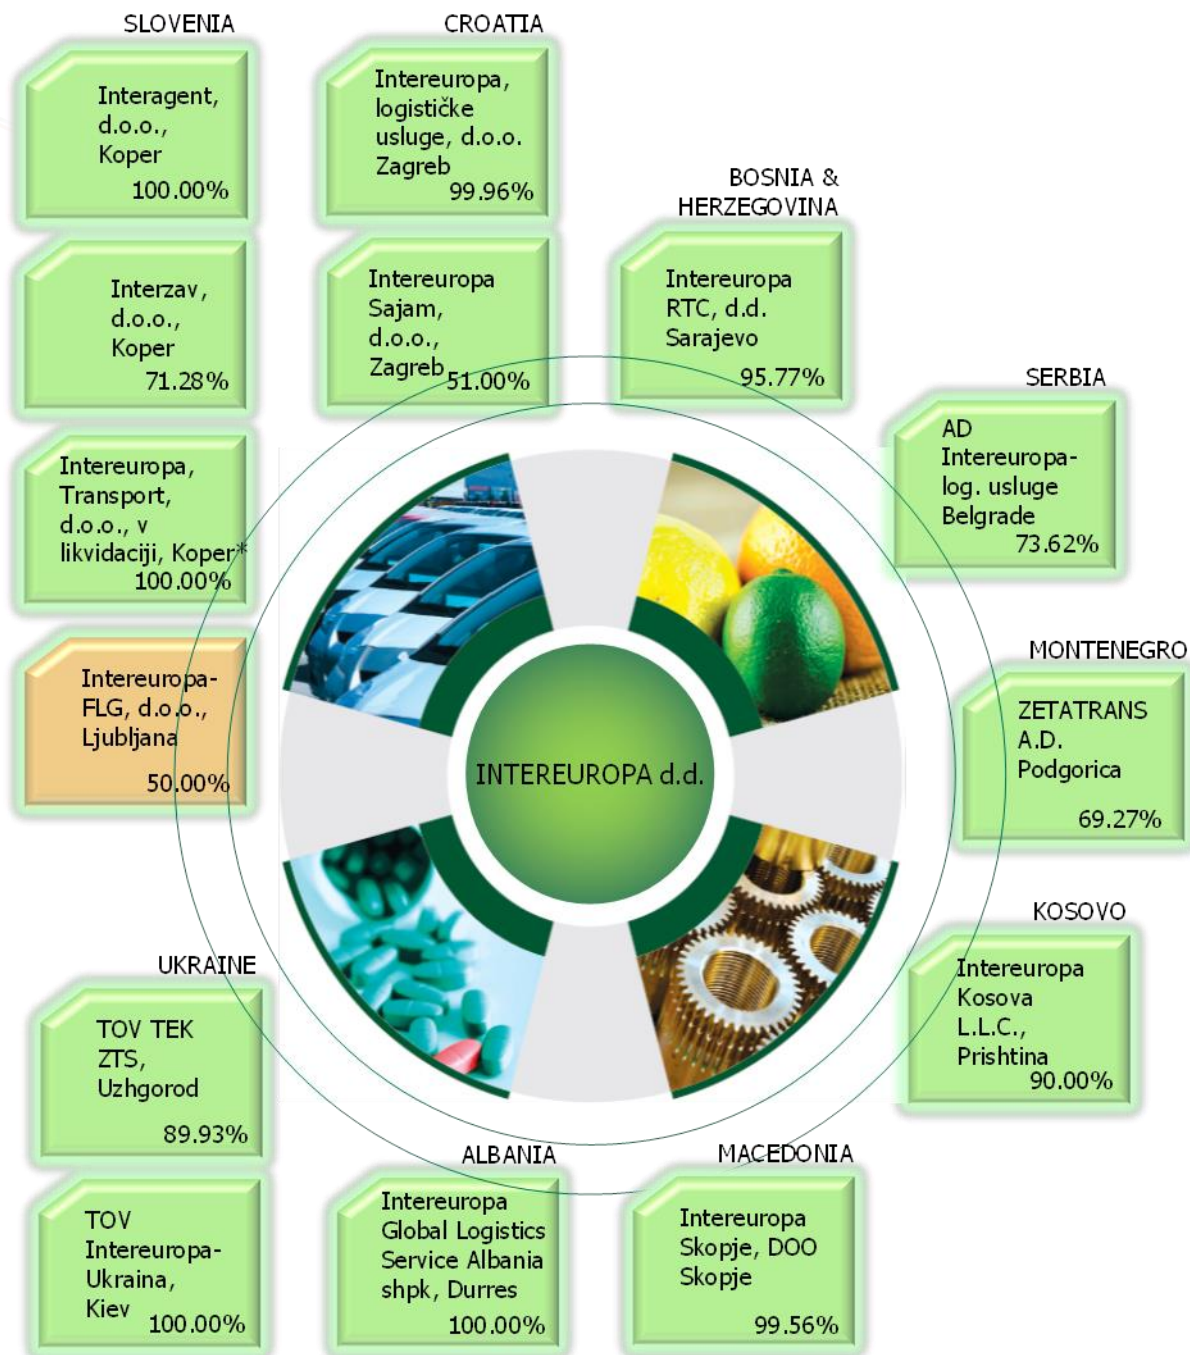 SLOVENIA
Interagent,
d.o.o.,
Koper
100.00%
Interzav,
d.o.o.,
Koper
71.28%
Intereuropa,
Transport,
d.o.o., v
likvidaciji, Koper*
100.00%
Intereuropa-
FLG, d.o.o.,
Ljubljana
50.00%
CROATIA
Intereuropa,
logističke
usluge, d.o.o.
Zagreb
99.96%
Intereuropa
Sajam,
d.o.o.,
Zagreb
51.00%
BOSNIA &
HERZEGOVINA
Intereuropa
RTC, d.d.
Sarajevo
95.77%
SERBIA
AD
Intereuropa-
log. usluge
Belgrade
73.62%
MONTENEGRO
ZETATRANS
A.D.
Podgorica
69.27%
INTEREUROPA d.d.
KOSOVO
Intereuropa
Kosova
L.L.C.,
Prishtina
90.00%
UKRAINE
TOV TEK
ZTS,
Uzhgorod
89.93%
TOV
Intereuropa-
Ukraina,
Kiev
100.00%
ALBANIA
Intereuropa
Global Logistics
Service Albania
shpk, Durres
100.00%
MACEDONIA
Intereuropa
Skopje, DOO
Skopje
99.56%